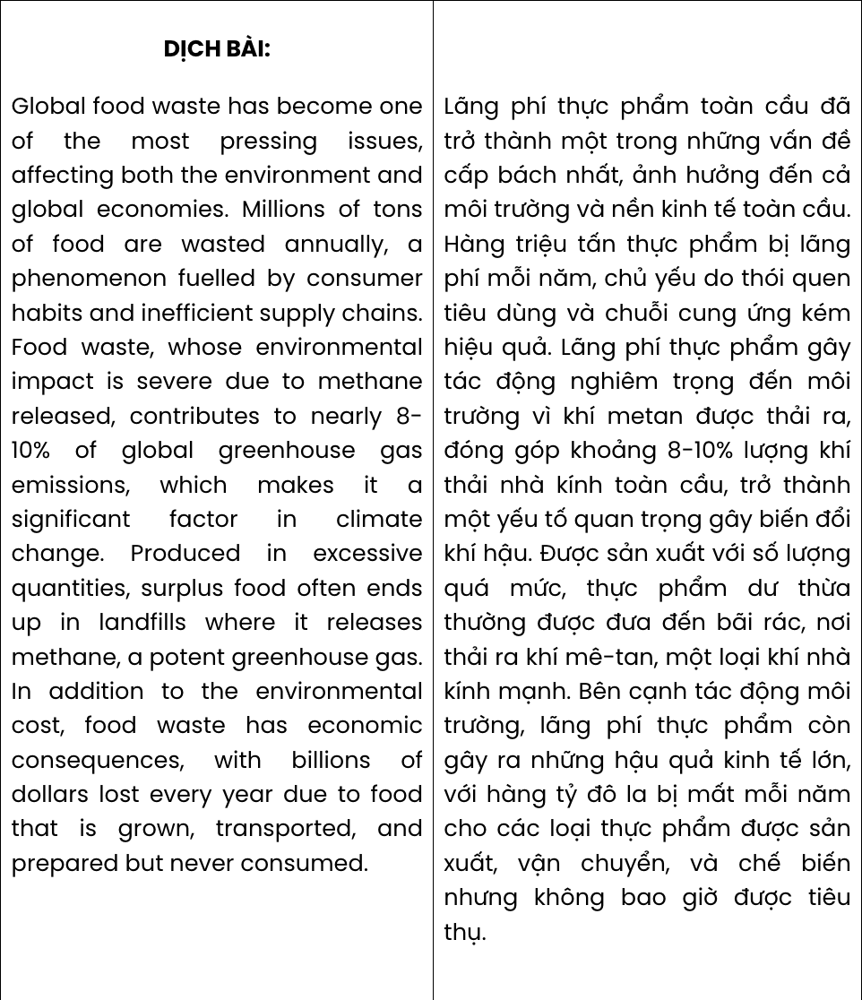 DỊCH BÀI:
Global food waste has become one
of the most pressing issues,
affecting both the environment and
global economies. Millions of tons
of food are wasted annually, a
phenomenon fuelled by consumer
habits and inefficient supply chains.
Food waste, whose environmental
impact is severe due to methane
released, contributes to nearly 8-
10% of global greenhouse gas
emissions, which makes it a
significant factor in climate
change. Produced in excessive
quantities, surplus food often ends
up in landfills where it releases
methane, a potent greenhouse gas.
In addition to the environmental
cost, food waste has economic
consequences, with billions of
dollars lost every year due to food
that is grown, transported, and
prepared but never consumed.
Lãng phí thực phẩm toàn cầu đã
trở thành một trong những vấn đề
cấp bách nhất, ảnh hưởng đến cả
môi trường và nền kinh tế toàn cầu.
Hàng triệu tấn thực phẩm bị lãng
phí mỗi năm, chủ yếu do thói quen
tiêu dùng và chuỗi cung ứng kém
hiệu quả. Lãng phí thực phẩm gây
tác động nghiêm trọng đến môi
trường vì khí metan được thải ra,
đóng góp khoảng 8-10% lượng khí
thải nhà kính toàn cầu, trở thành
một yếu tố quan trọng gây biến đổi
khí hậu. Được sản xuất với số lượng
quá mức, thực phẩm dư thừa
thường được đưa đến bãi rác, nơi
thải ra khí mê-tan, một loại khí nhà
kính mạnh. Bên cạnh tác động môi
trường, lãng phí thực phẩm còn
gây ra những hậu quả kinh tế lớn,
với hàng tỷ đô la bị mất mỗi năm
cho các loại thực phẩm được sản
xuất, vận chuyển, và chế biến
nhưng không bao giờ được tiêu
thụ.